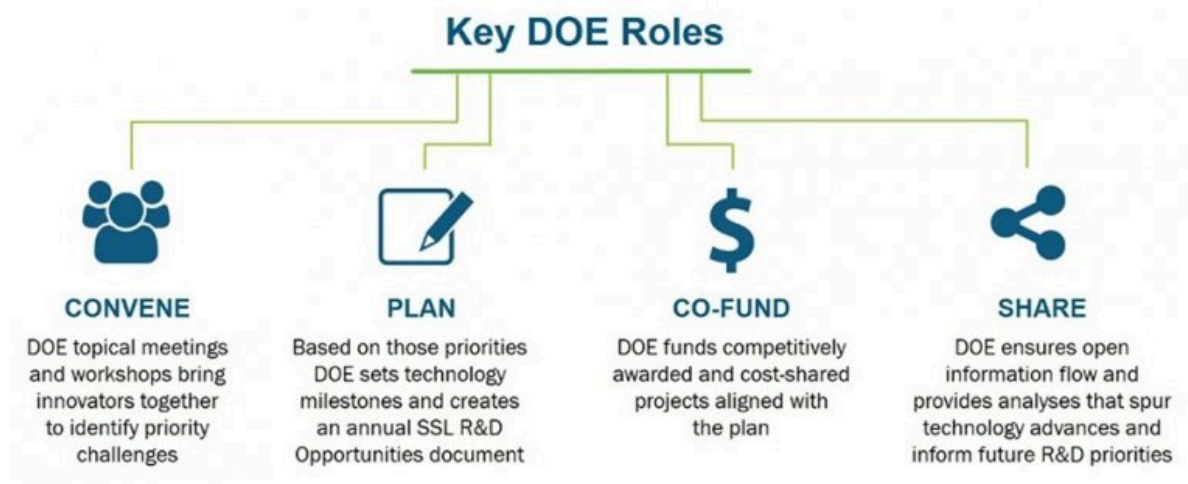 Key DOE Roles
CONVENE
DOE topical meetings
and workshops bring
innovators together
to identify priority
challenges
PLAN
Based on those priorities
DOE sets technology
milestones and creates
an annual SSL R&D
Opportunities document
CO-FUND
DOE funds competitively
awarded and cost-shared
projects aligned with
the plan
SHARE
DOE ensures open
information flow and
provides analyses that spur
technology advances and
inform future R&D priorities